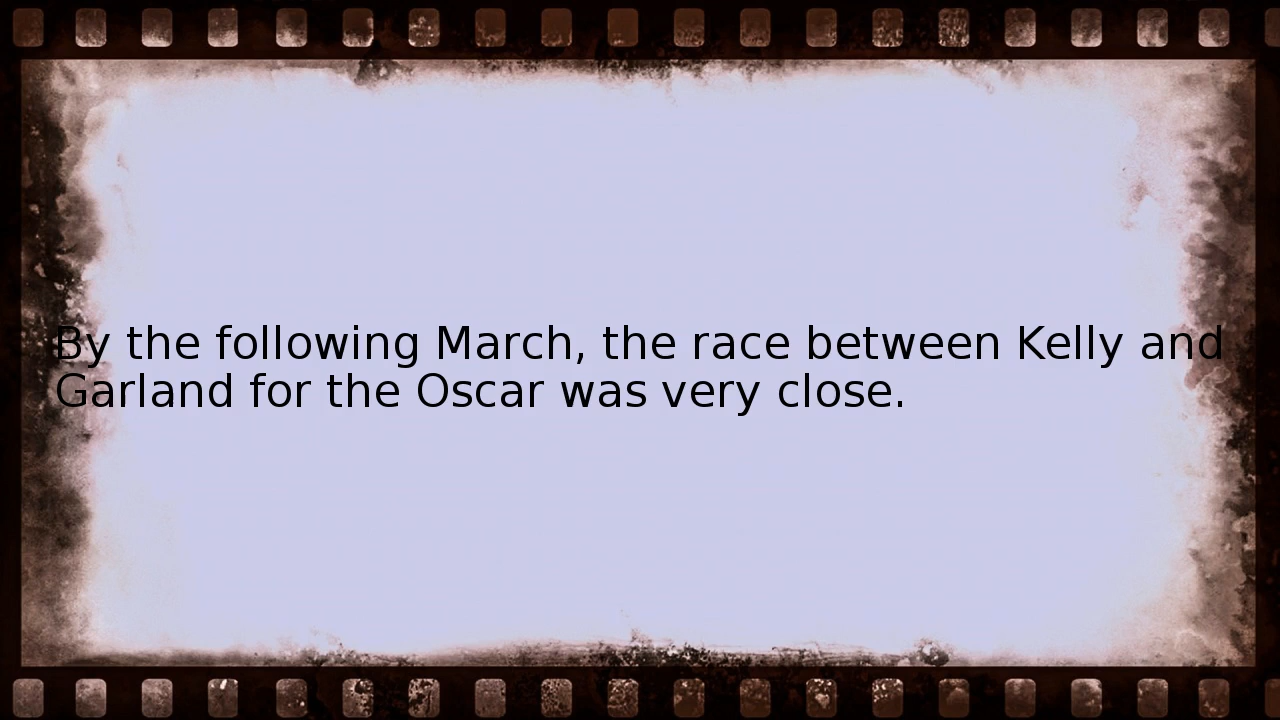 By the following March, the race between Kelly and
Garland for the Oscar was very close.